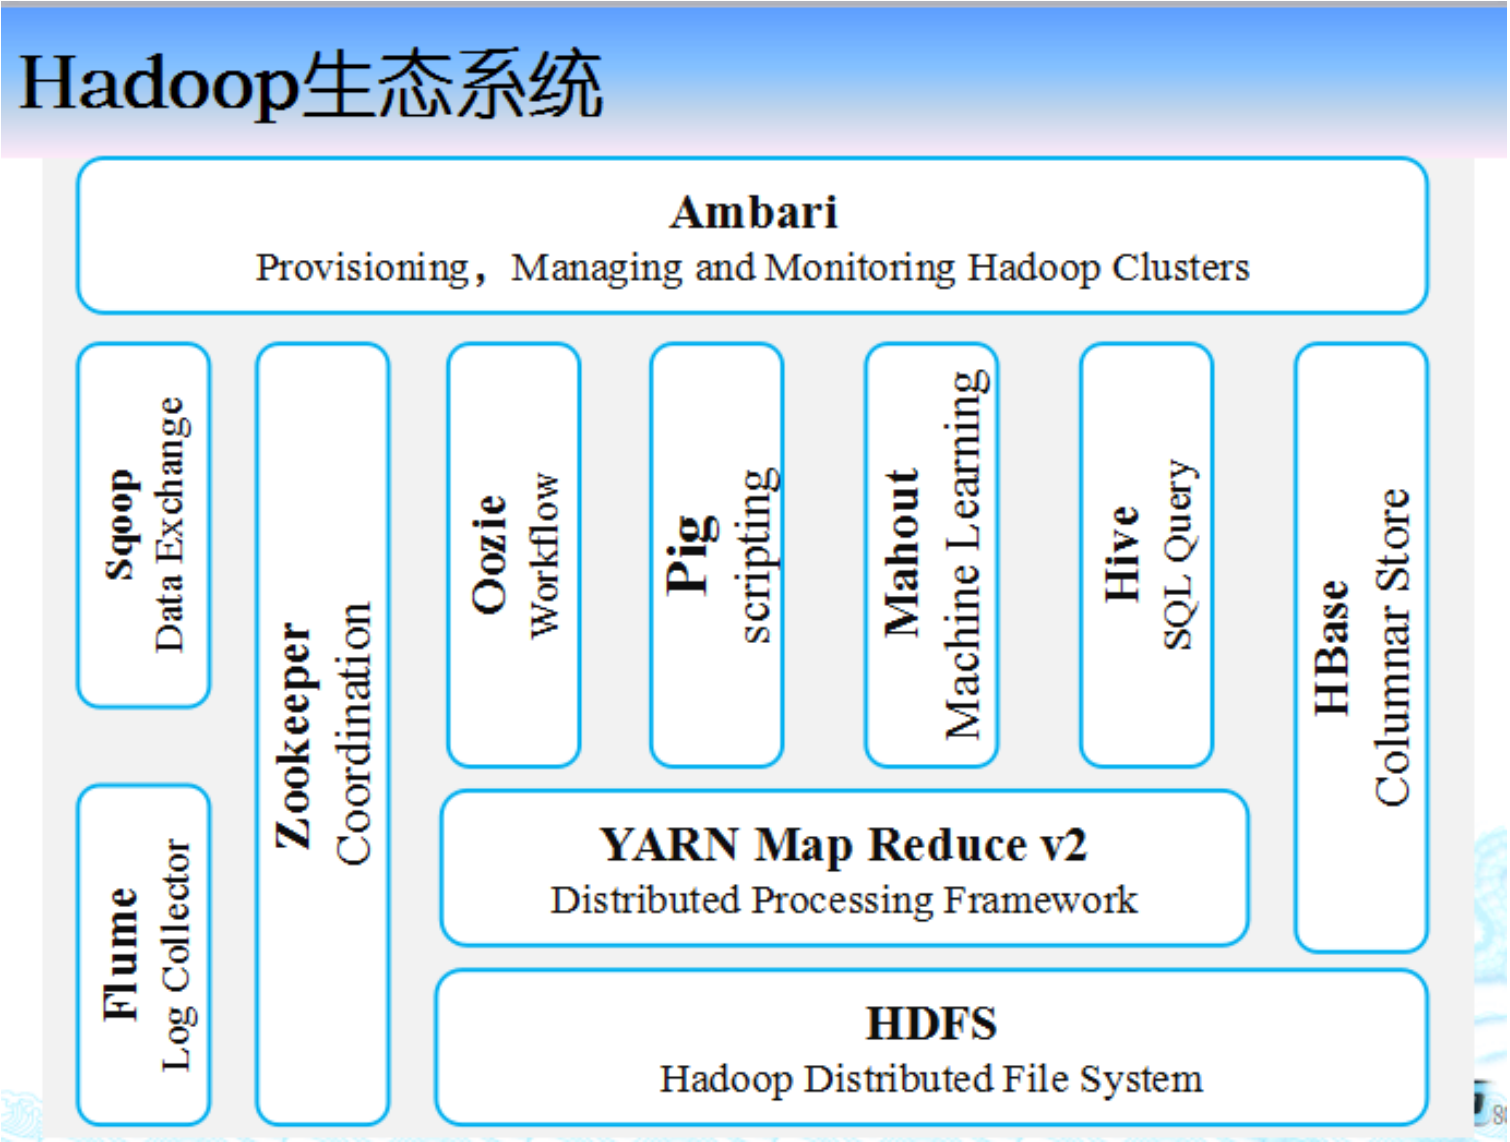 Hadoop生态系统
Ambari
Provisioning，Managing and Monitoring Hadoop Clusters
Sqoop
Data Exchange
Flume
Log Collector
Zookeeper
Coordination
Oozie
Workflow
Pig
scripting
Mahout
Machine Learning
Hive
SQL Query
HBase
Columnar Store
YARN Map Reduce v2
Distributed Processing Framework
HDFS
Hadoop Distributed File System